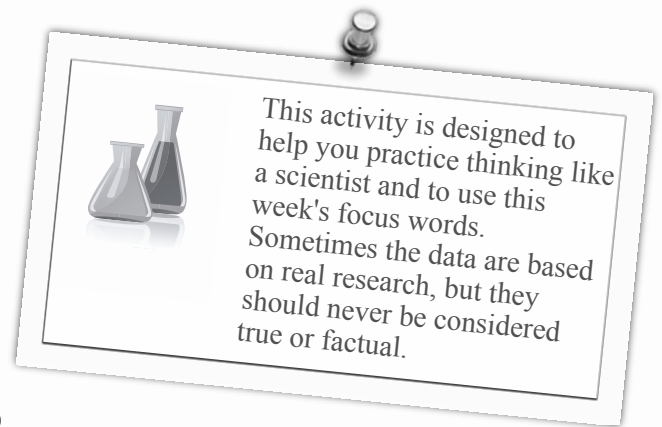 This activity is designed to
help you practice thinking like
a scientist and to use this
week's focus words.
Sometimes the data are based
on real research, but they
should never be considered
true or factual.